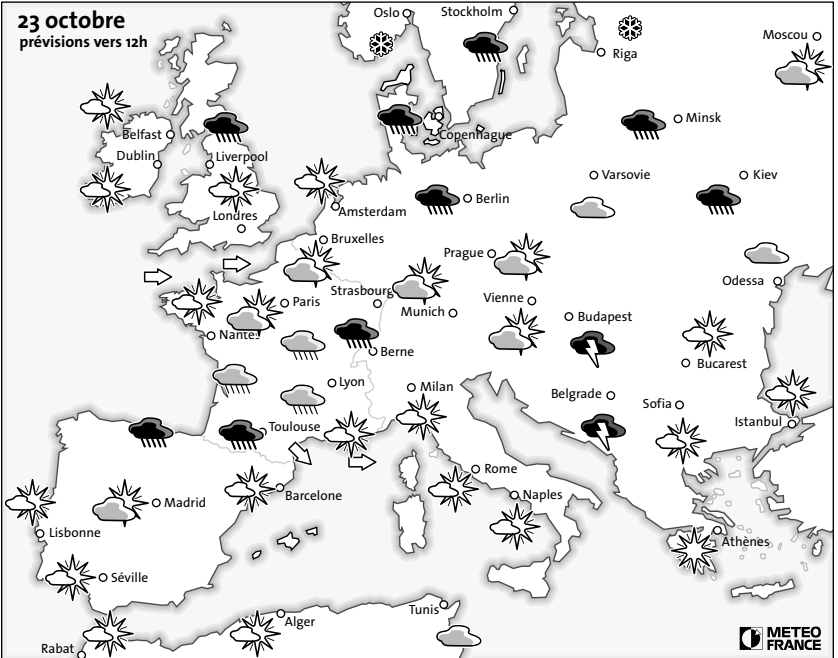 23 octobre
prévisions vers 12h
Oslo
Stockholm
Moscou
Riga
Minsk
Belfast
Copenhague
Dublin
Liverpool
Varsovie
Kiev
Berlin
Amsterdam
Londres
Bruxelles
Prague
Odessa
Strasbourg
Paris
Vienne
Munich
Budapest
Nantes
Berne
Bucarest
Lyon
Milan
Belgrade
Sofia
Istanbul
Toulouse
Rome
Barcelone
Naples
Madrid
Lisbonne
Athènes
Séville
Tunis
Alger
Rabat
METEO
FRANCE